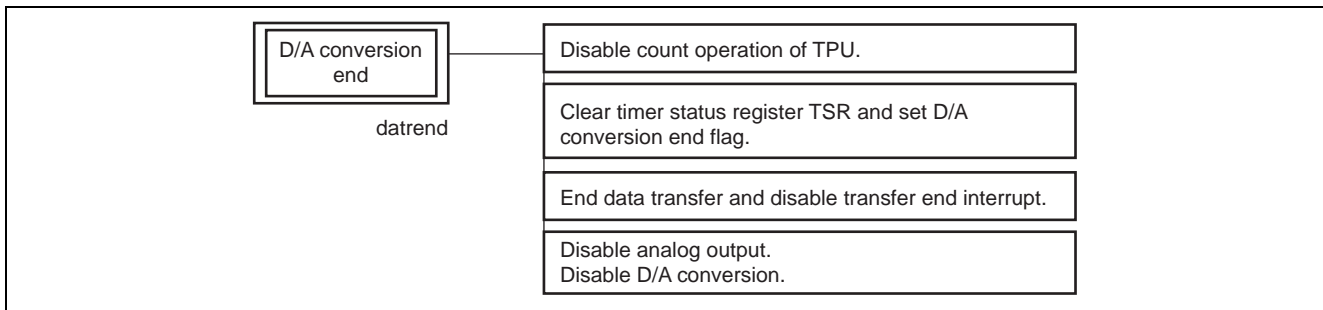 D/A conversion
end
datrend
Disable count operation of TPU.
Clear timer status register TSR and set D/A
conversion end flag.
End data transfer and disable transfer end interrupt.
Disable analog output.
Disable D/A conversion.